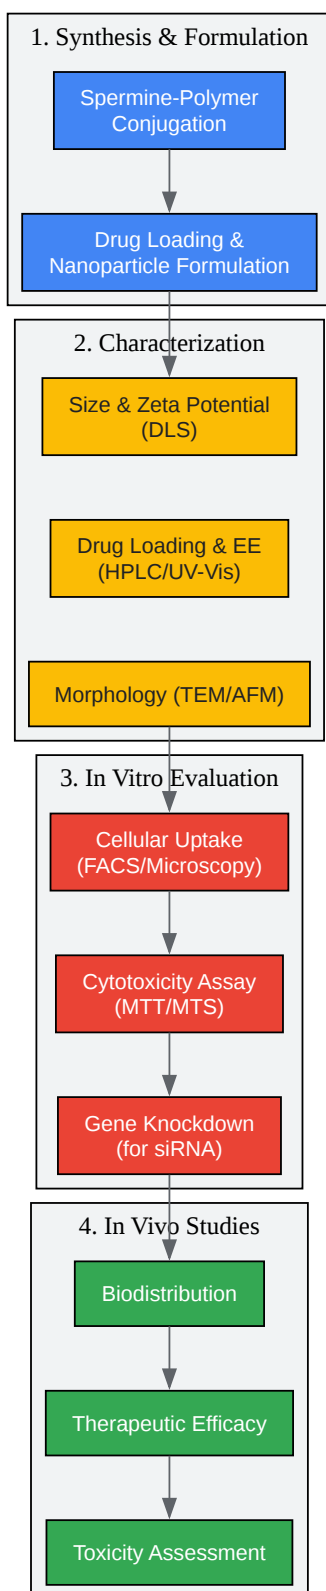 1. Synthesis & Formulation
Spermine-Polymer
Conjugation
Drug Loading &
Nanoparticle Formulation
2. Characterization
Size & Zeta Potential
(DLS)
Drug Loading & EE
(HPLC/UV-Vis)
Morphology (TEM/AFM)
3. In Vitro Evaluation
Cellular Uptake
(FACS/Microscopy)
Cytotoxicity Assay
(MTT/MTS)
Gene Knockdown
(for siRNA)
4. In Vivo Studies
Biodistribution
Therapeutic Efficacy
Toxicity Assessment